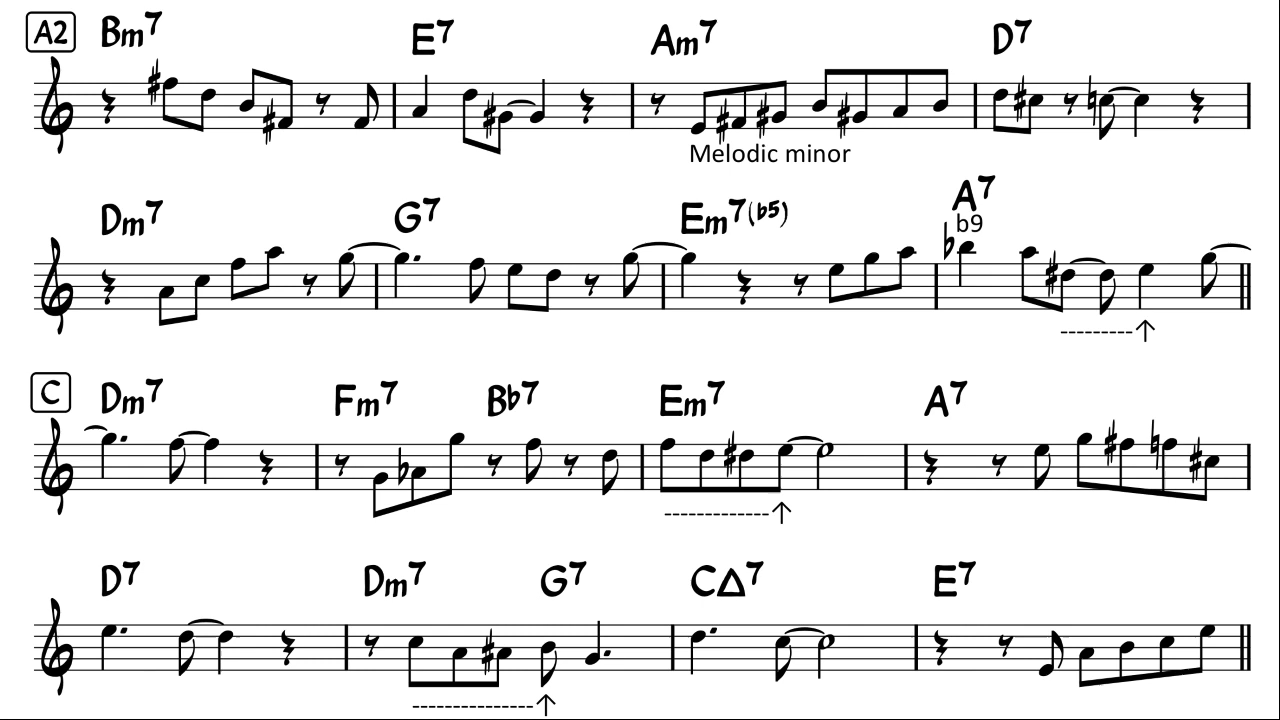 A2 Bm7 E7 Am7 D7
Melodic minor
Dm7 G7 Em7(b5) A7
b9
---------↑
C Dm7 Fm7 Bb7 Em7 A7
-------------↑
D7 Dm7 G7 C△7 E7
---------------↑